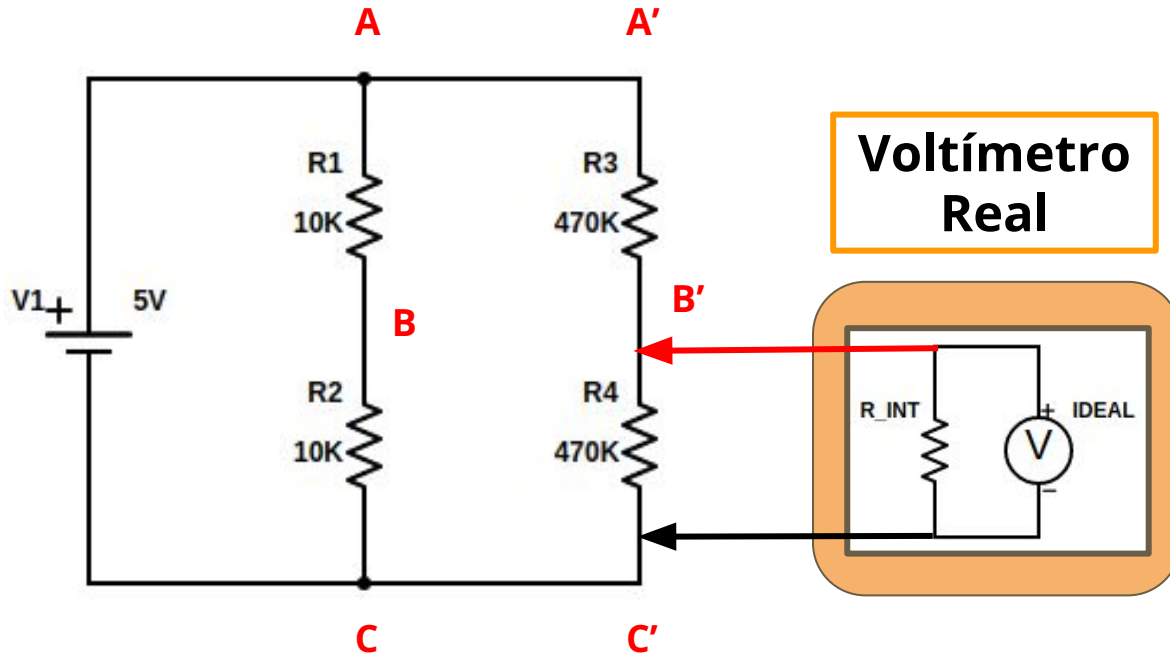 A
A’
Voltímetro
Real
R1
10K
R3
470K
V1
+
5V
B
B’
R2
10K
R4
470K
R_INT
+
IDEAL
V
−
C
C’